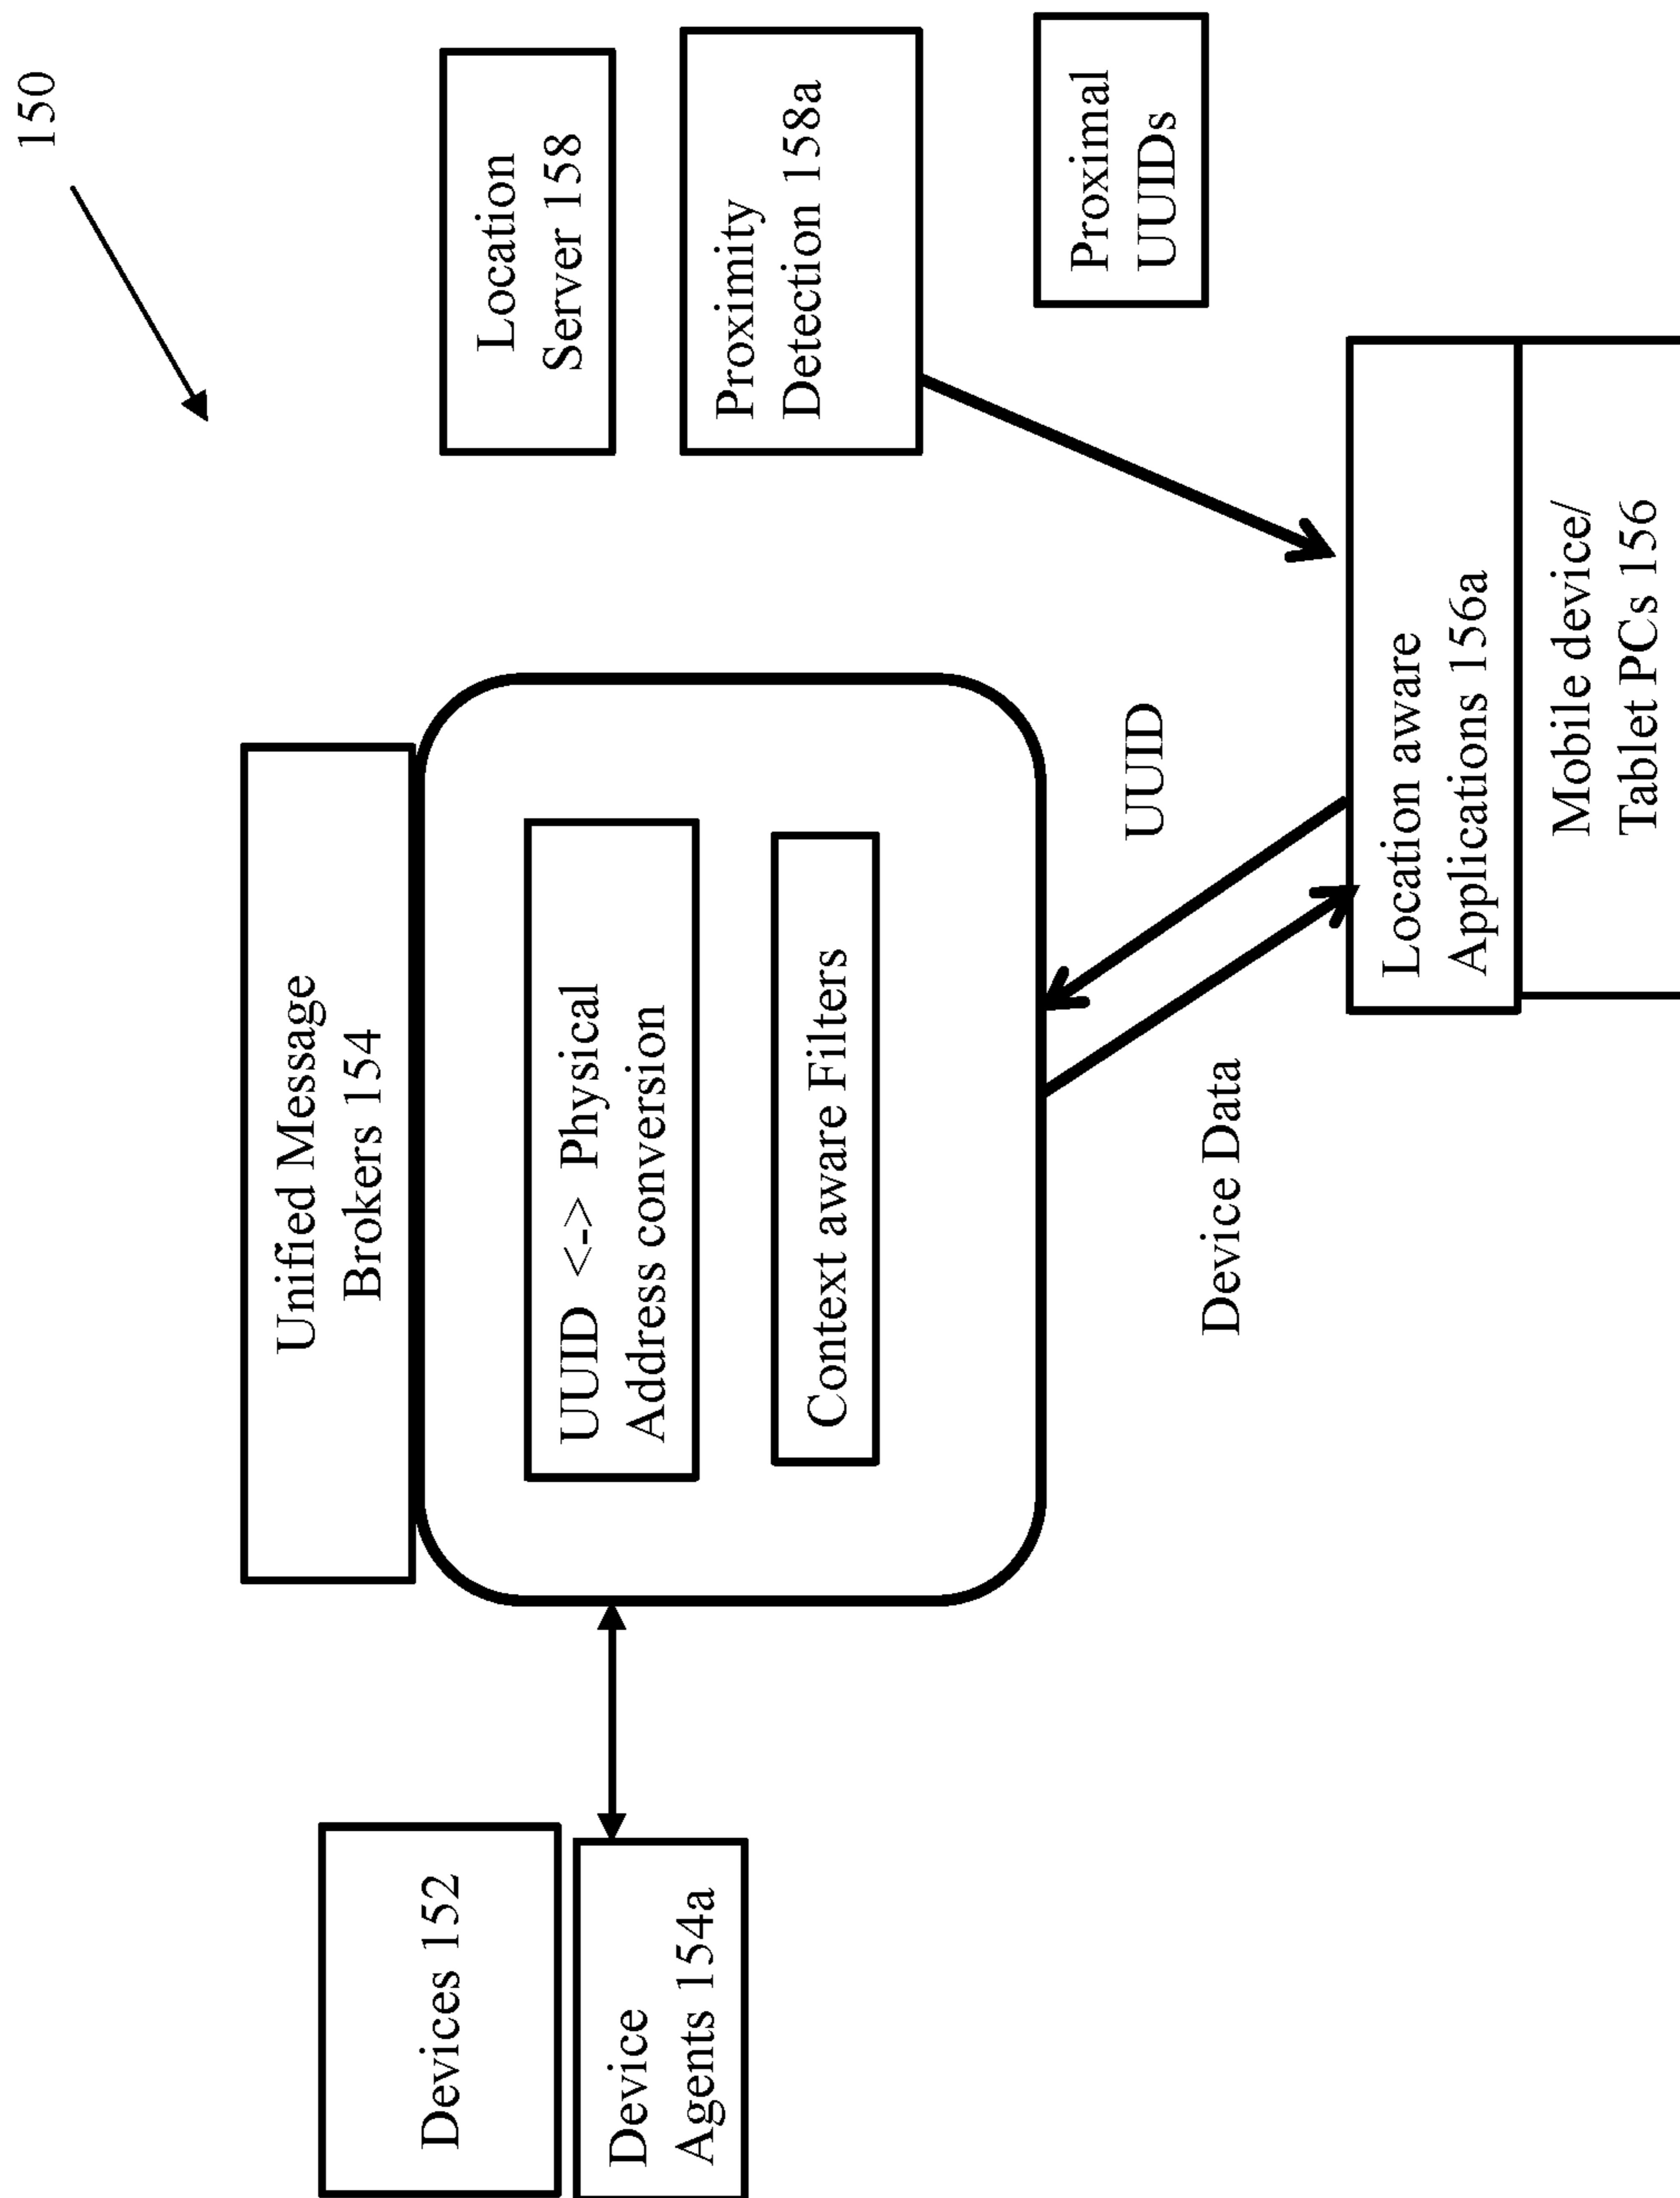 150
Unified Message
Brokers 154
Devices 152
Device
Agents 154a
UUID <-> Physical
Address conversion
Context aware Filters
Location
Server 158
Proximity
Detection 158a
Proximal
UUIDs
UUID
Device Data
Location aware
Applications 156a
Mobile device/
Tablet PCs 156